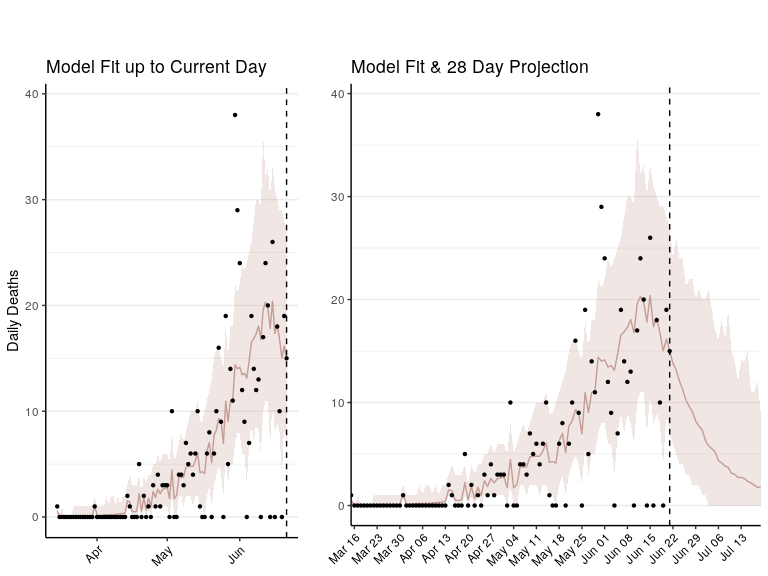 Model Fit up to Current Day
Model Fit & 28 Day Projection
Daily Deaths
40
30
20
10
0
Apr
May
Jun
40
30
20
10
0
Mar 16
Mar 23
Mar 30
Apr 06
Apr 13
Apr 20
Apr 27
May 04
May 11
May 18
May 25
Jun 01
Jun 08
Jun 15
Jun 22
Jun 29
Jul 06
Jul 13